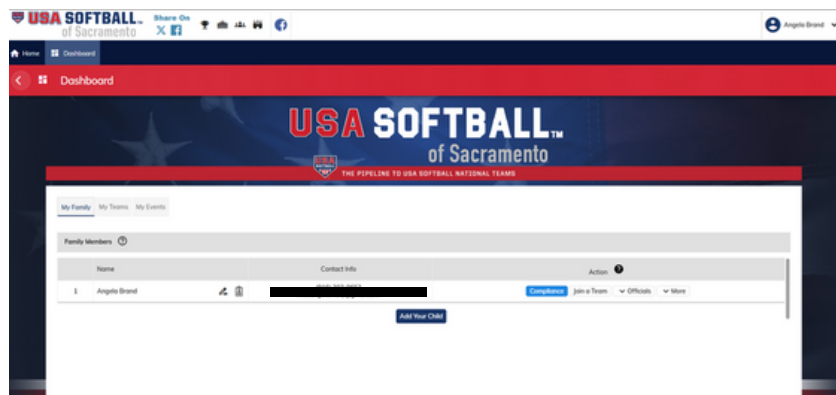 USA SOFTBALL™
of Sacramento
Share On
Angela Brand
Home
Dashboard
Dashboard
USA SOFTBALL™
of Sacramento
THE PIPELINE TO USA SOFTBALL NATIONAL TEAMS
My Family My Teams My Events
Family Members
Name Contact Info Action
1 Angela Brand Compliance Join a Team Officials More
Add Your Child